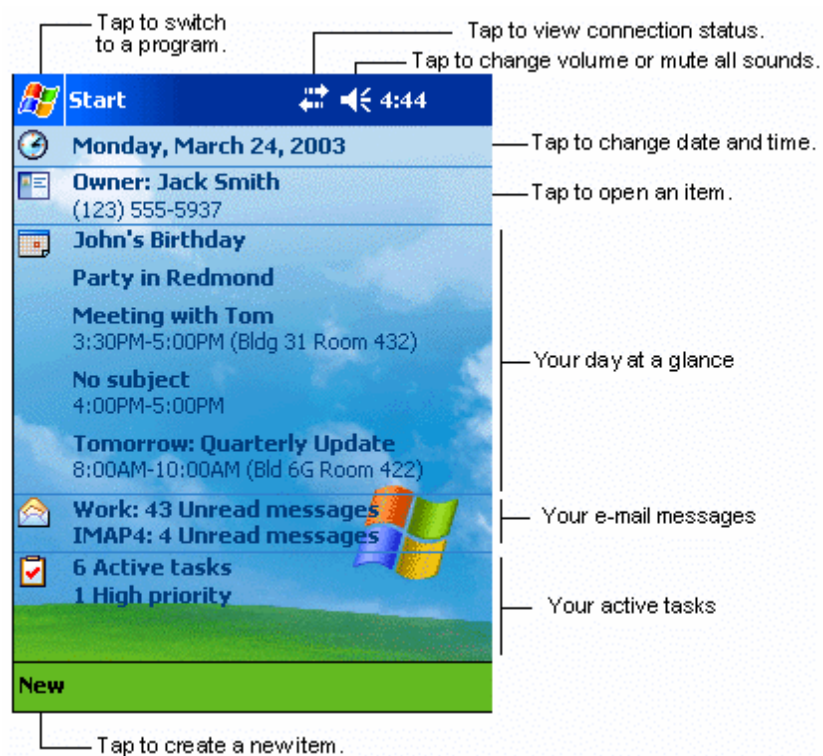 Tap to switch
to a program.
Tap to view connection status.
Tap to change volume or mute all sounds.
Start 4:44
Monday, March 24, 2003
Tap to change date and time.
Owner: Jack Smith
(123) 555-5937
Tap to open an item.
John's Birthday
Party in Redmond
Meeting with Tom
3:30PM-5:00PM (Bldg 31 Room 432)
No subject
4:00PM-5:00PM
Tomorrow: Quarterly Update
8:00AM-10:00AM (Bld 6G Room 422)
Your day at a glance
Work: 43 Unread messages
IMAP4: 4 Unread messages
Your e-mail messages
6 Active tasks
1 High priority
Your active tasks
New
Tap to create a new item.